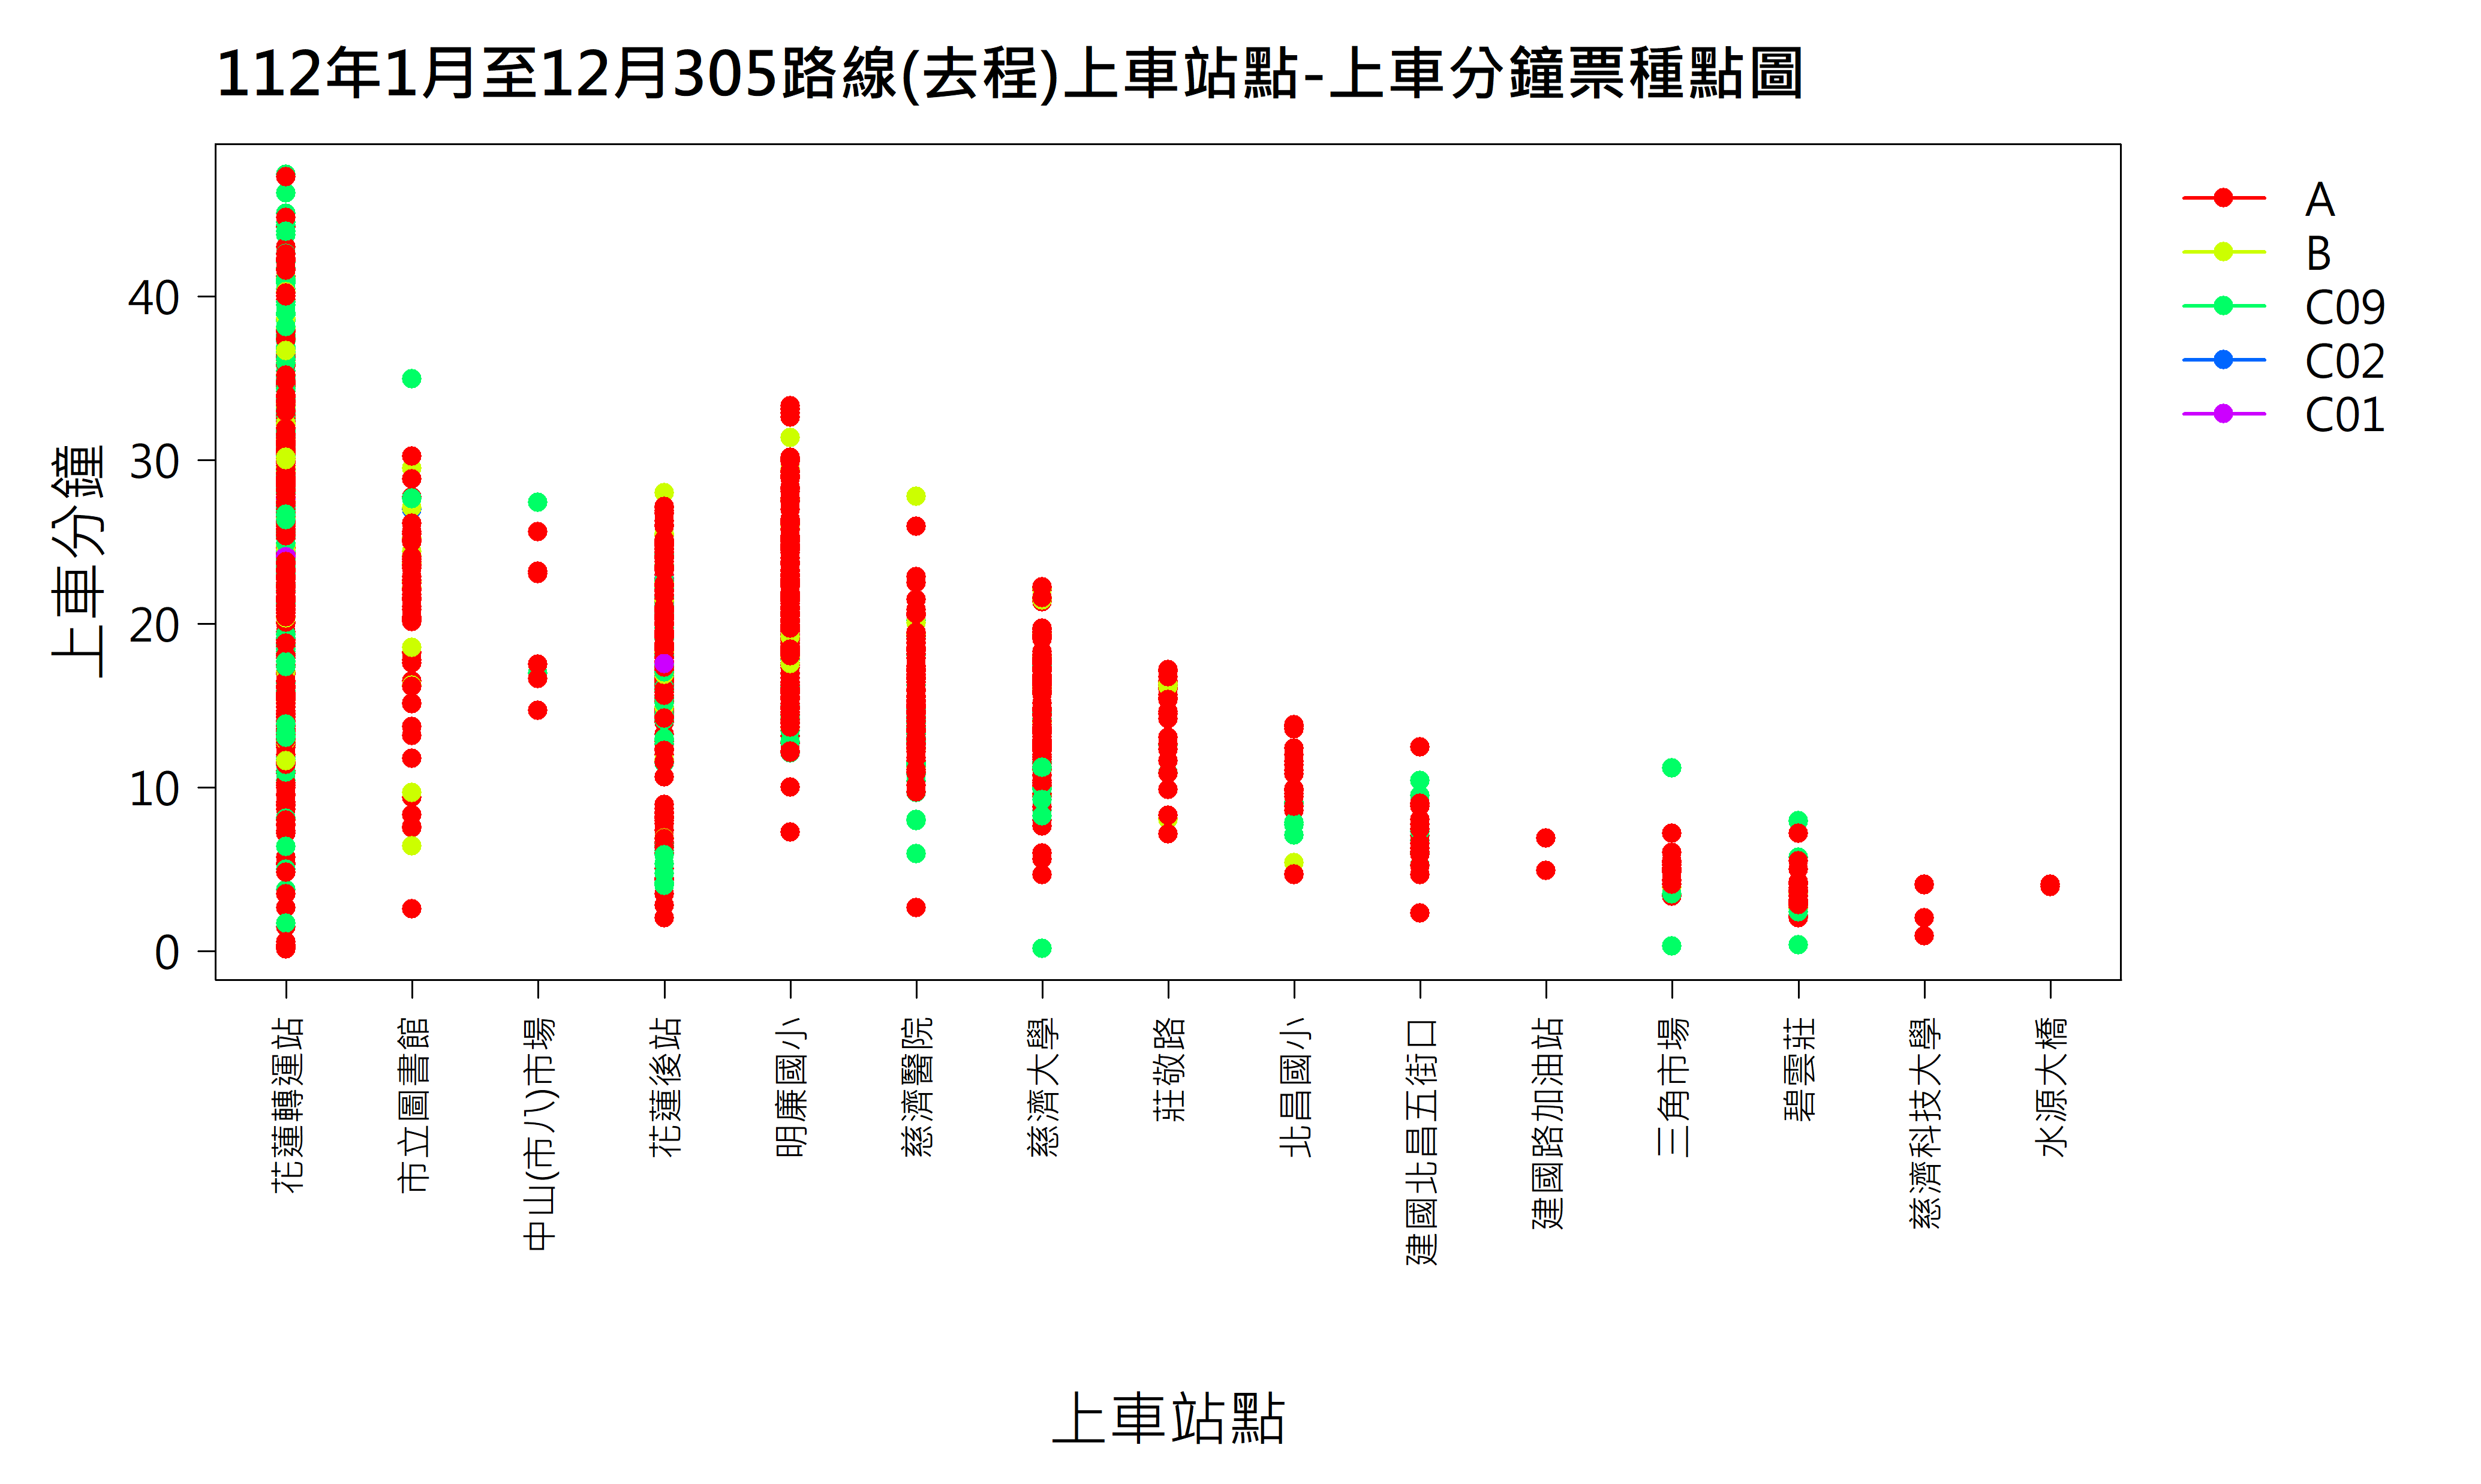 112年1月至12月305路線(去程)上車站點-上車分鐘票種點圖
A
B
C09
C02
C01
上車分鐘
40
30
20
10
0
花蓮轉運站
市立圖書館
中山(市八)市場
花蓮後站
明廉國小
慈濟醫院
慈濟大學
莊敬路
北昌國小
建國北昌五街口
建國路加油站
三角市場
碧雲莊
慈濟科技大學
水源大橋
上車站點